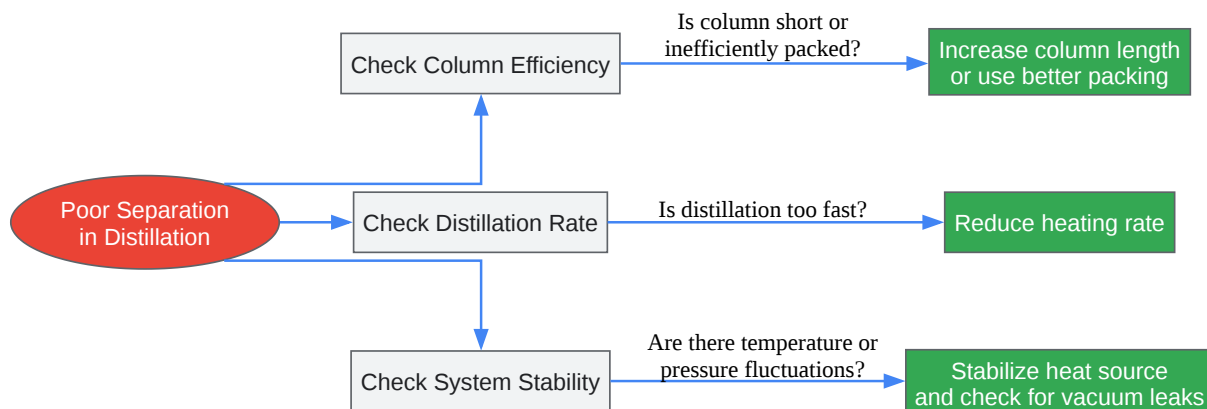 Is column short or
inefficiently packed?
Check Column Efficiency
Increase column length
or use better packing
Poor Separation
in Distillation
Check Distillation Rate
Is distillation too fast?
Reduce heating rate
Check System Stability
Are there temperature or
pressure fluctuations?
Stabilize heat source
and check for vacuum leaks